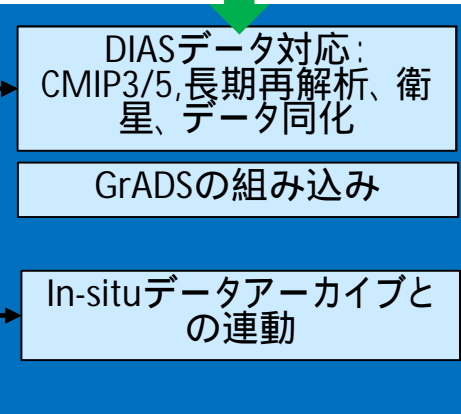 DIASデータ対応:
CMIP3/5,長期再解析、衛
星、データ同化
GrADSの組み込み
In-situデータアーカイブと
の連動